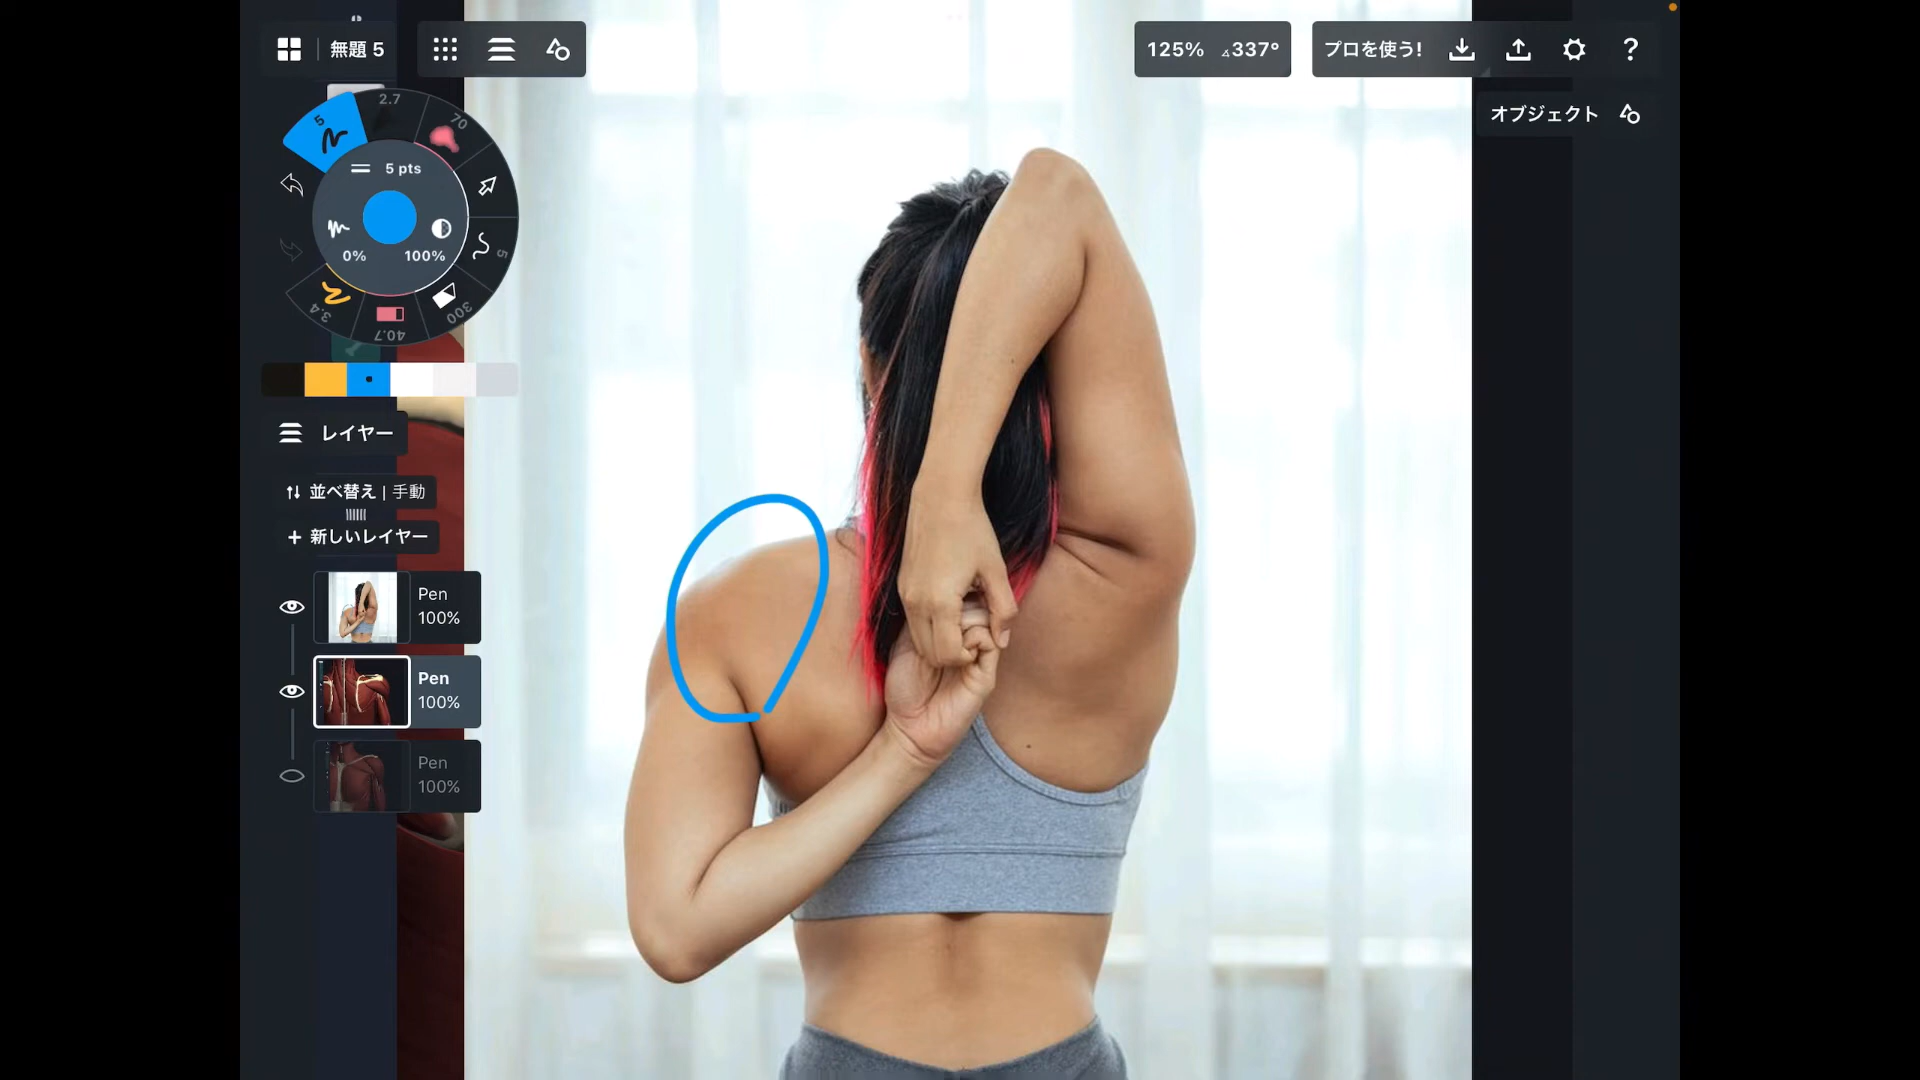 無題 5
125% ⊿337°
プロを使う!
?
オブジェクト
2.7
5
70
5 pts
0%
100%
5
3.4
40.7
300
レイヤー
並べ替え | 手動
+ 新しいレイヤー
Pen
100%
Pen
100%
Pen
100%